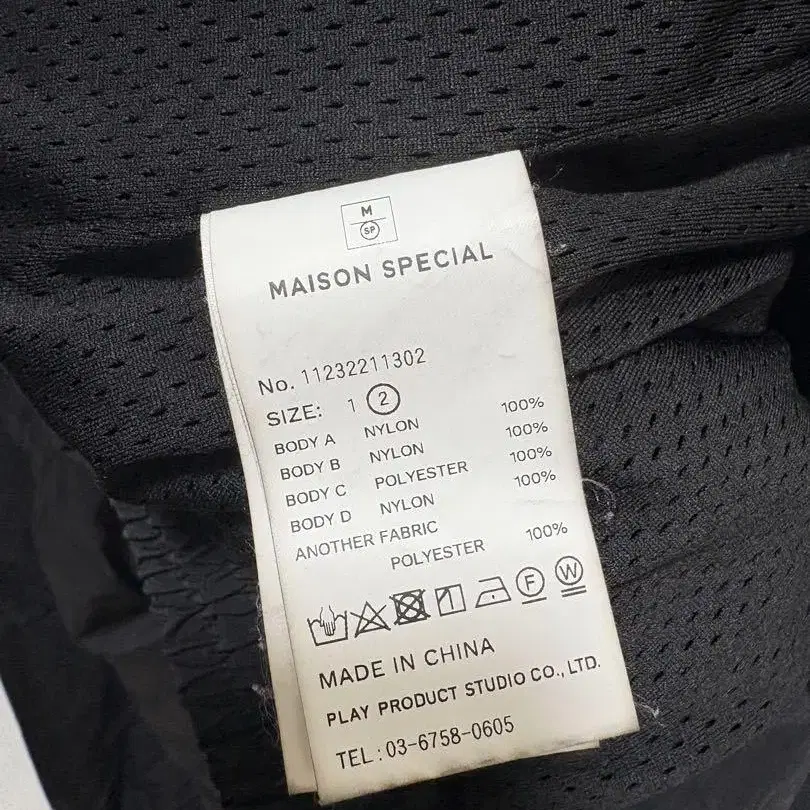 M
SP
MAISON SPECIAL
No. 11232211302
SIZE: 1 2
BODY A NYLON 100%
BODY B NYLON 100%
BODY C POLYESTER 100%
BODY D NYLON 100%
ANOTHER FABRIC
POLYESTER 100%
F W
MADE IN CHINA
PLAY PRODUCT STUDIO CO., LTD.
TEL:03-6758-0605